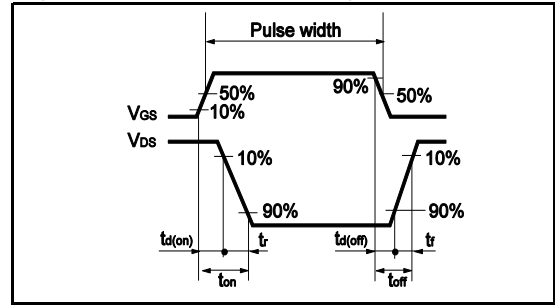 Pulse width
90%
50%
50%
10%
VGS
VDS
10%
10%
90%
90%
td(on)
tr
td(off)
tf
ton
toff